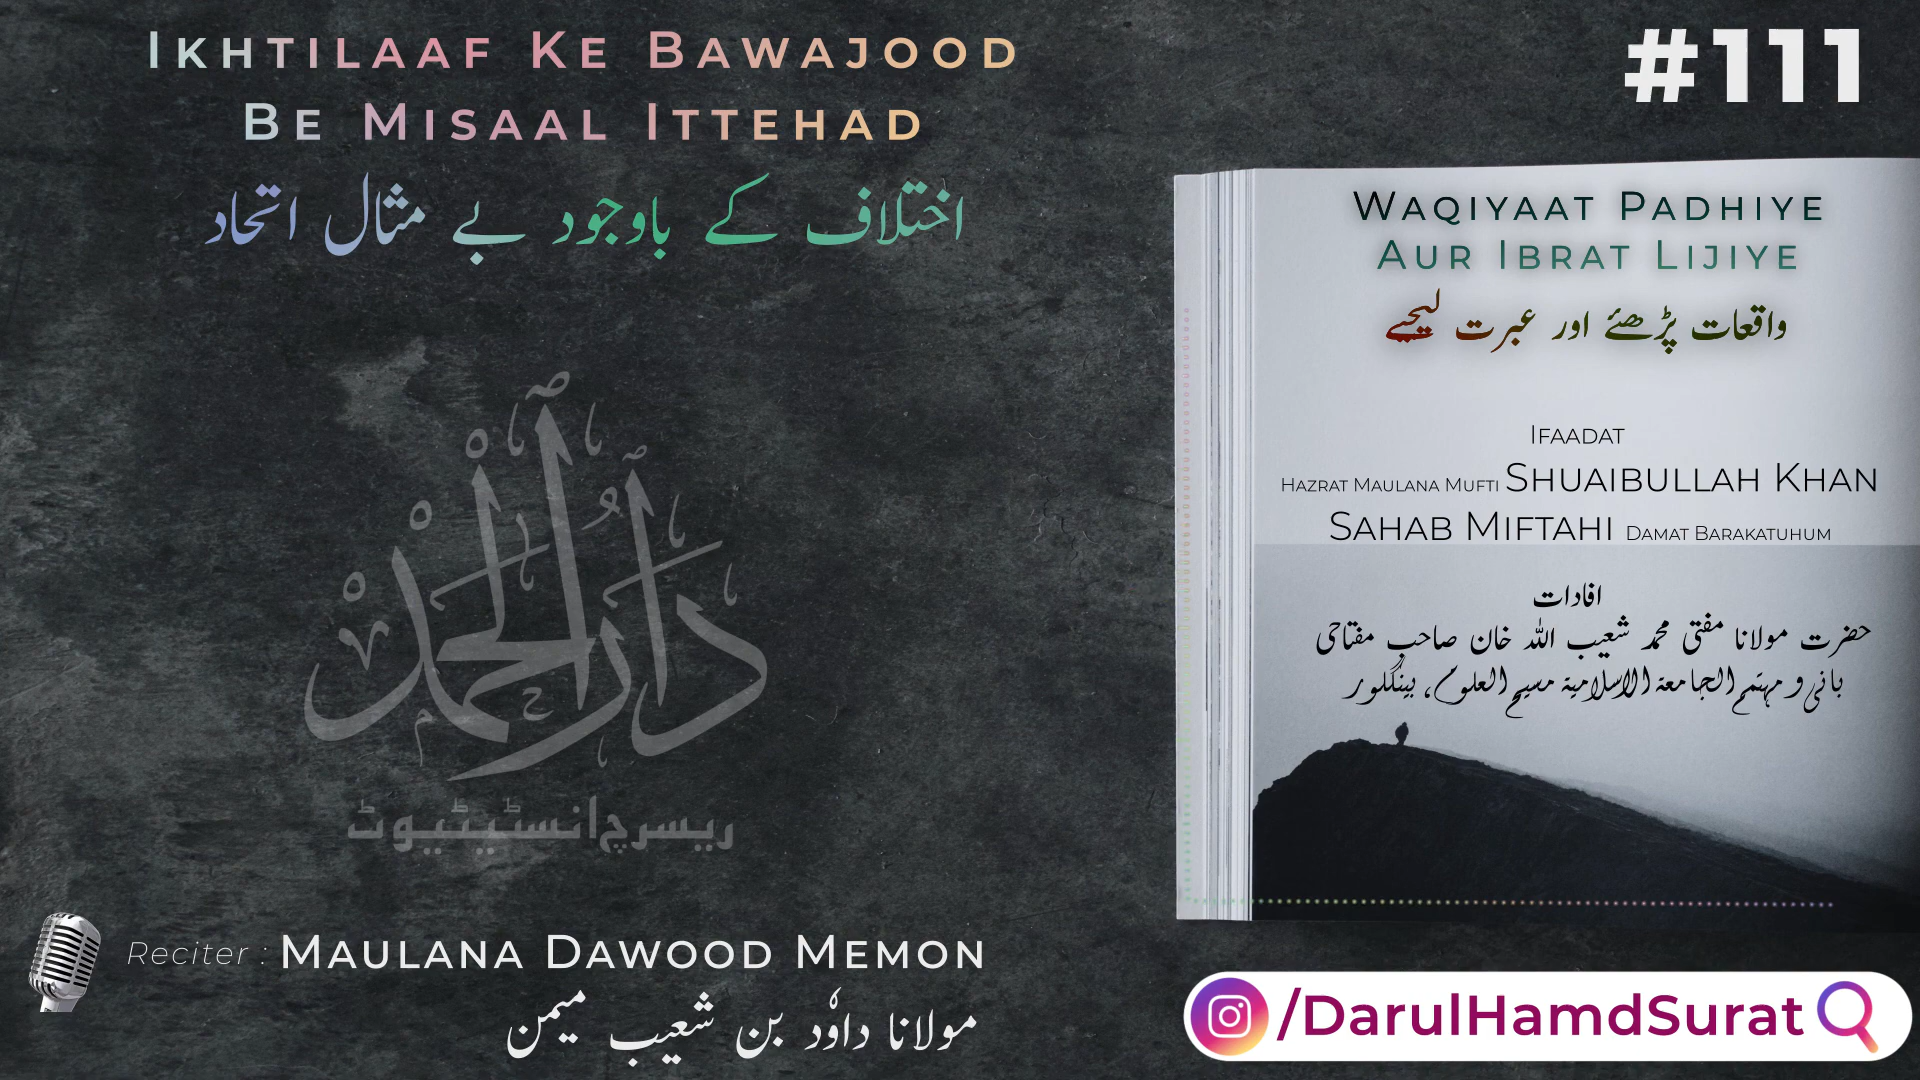 IKHTILAAF KE BAWAJOOD
BE MISAAL ITTEHAD
اختلاف کے باوجود بے مثال اتحاد
#111
WAQIYAAT PADHIYE
AUR IBRAT LIJIYE
واقعات پڑھئے اور عبرت لیجیے
IFAADAT
HAZRAT MAULANA MUFTI SHUAIBULLAH KHAN
SAHAB MIFTAHI DAMAT BARAKATUHUM
افادات
حضرت مولانا مفتی محمد شعیب اللہ خان صاحب مفتاحی
بانی و مہتمم الجامعۃ الاسلامیۃ مسیح العلوم، بینگلور
دار الحمد
ریسرچ انسٹیٹیوٹ
Reciter : MAULANA DAWOOD MEMON
مولانا داوٗد بن شعیب میمن
/DarulHamdSurat